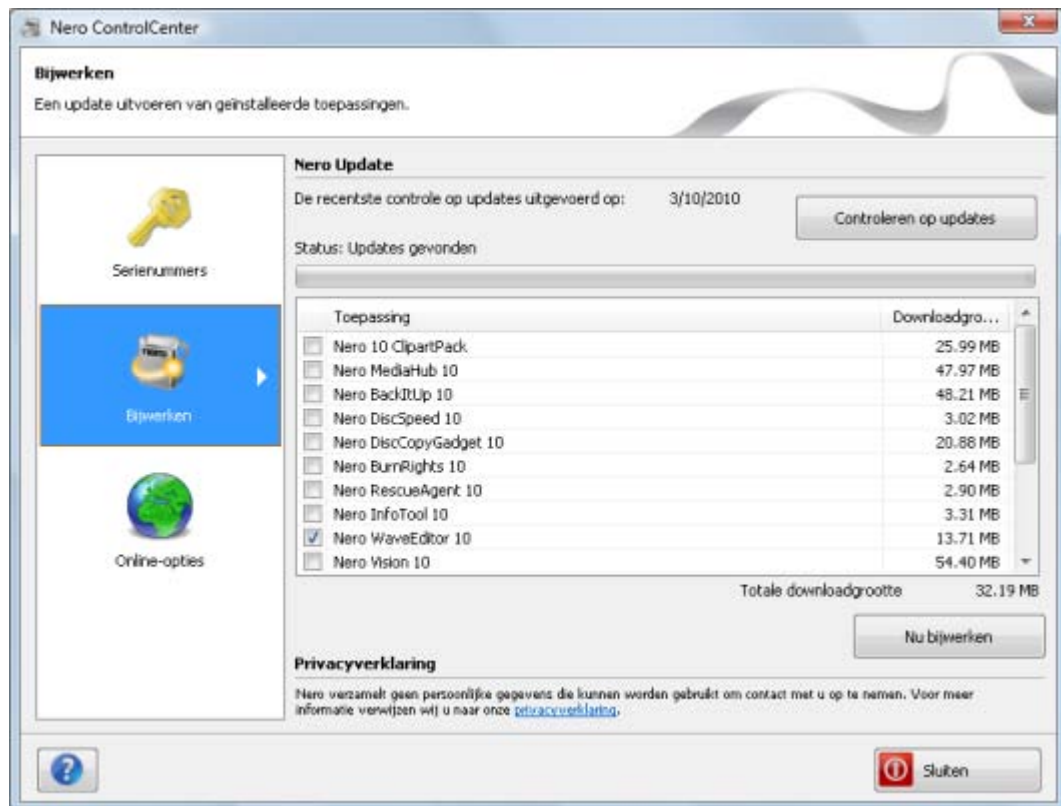 Nero ControlCenter
Bijwerken
Een update uitvoeren van geïnstalleerde toepassingen.
Serienummers
Bijwerken
Online-opties
Nero Update
De recentste controle op updates uitgevoerd op: 3/10/2010
Controleren op updates
Status: Updates gevonden
Toepassing Downloadgro...
Nero 10 ClipartPack 25.99 MB
Nero MediaHub 10 47.97 MB
Nero BackItUp 10 48.21 MB
Nero DiscSpeed 10 3.02 MB
Nero DiscCopyGadget 10 20.88 MB
Nero BurnRights 10 2.64 MB
Nero RescueAgent 10 2.90 MB
Nero InfoTool 10 3.31 MB
Nero WaveEditor 10 13.71 MB
Nero Vision 10 54.40 MB
Totale downloadgrootte 32.19 MB
Nu bijwerken
Privacyverklaring
Nero verzamelt geen persoonlijke gegevens die kunnen worden gebruikt om contact met u op te nemen. Voor meer
informatie verwijzen wij u naar onze privacyverklaring.
Sluiten